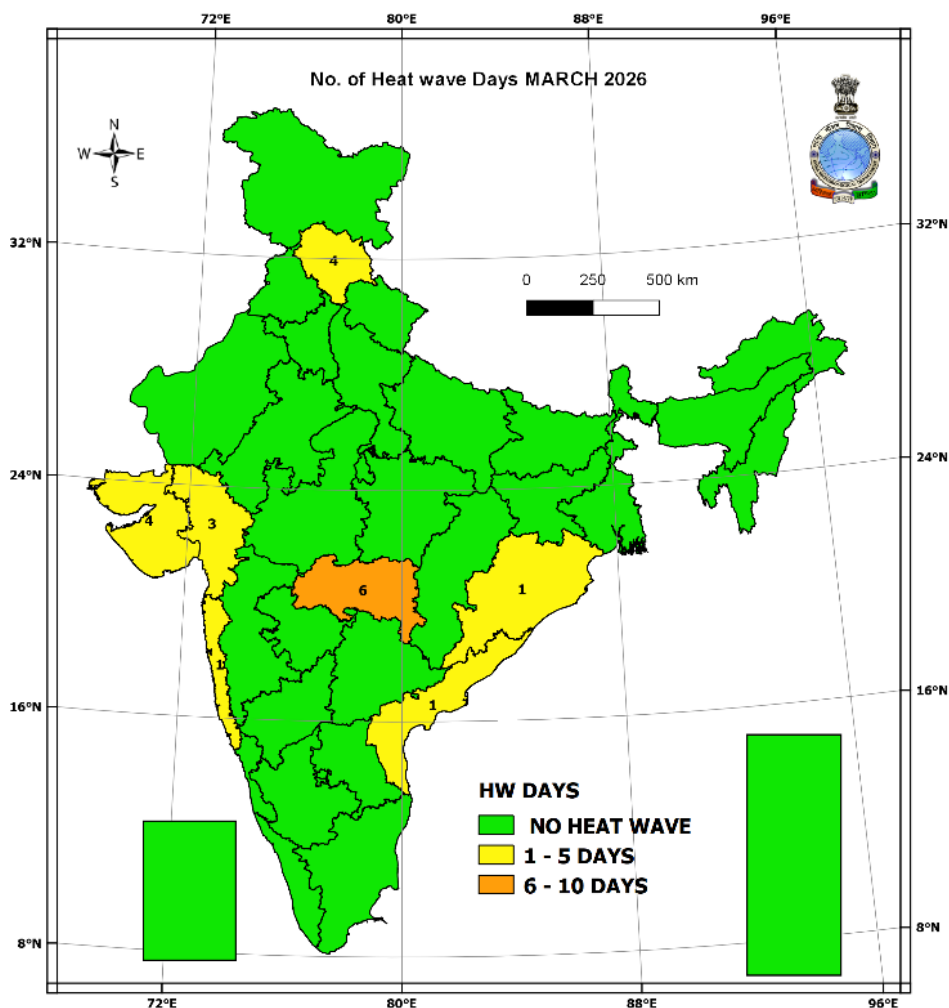 72°E 80°E 88°E 96°E
No. of Heat wave Days MARCH 2026
N
W E
S
32°N 32°N
4
0 250 500 km
24°N 24°N
4 3
6 1
1
16°N 1 16°N
HW DAYS
NO HEAT WAVE
1 - 5 DAYS
6 - 10 DAYS
8°N 8°N
72°E 80°E 88°E 96°E